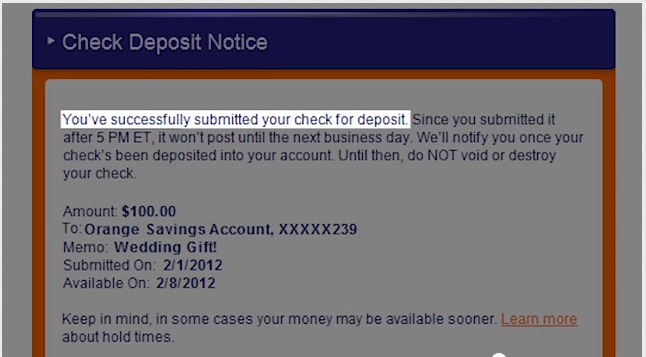 Check Deposit Notice
You've successfully submitted your check for deposit. Since you submitted it
after 5 PM ET, it won't post until the next business day. We'll notify you once your
check's been deposited into your account. Until then, do NOT void or destroy
your check.
Amount: $100.00
To: Orange Savings Account, XXXXX239
Memo: Wedding Gift!
Submitted On: 2/1/2012
Available On: 2/8/2012
Keep in mind, in some cases your money may be available sooner. Learn more
about hold times.